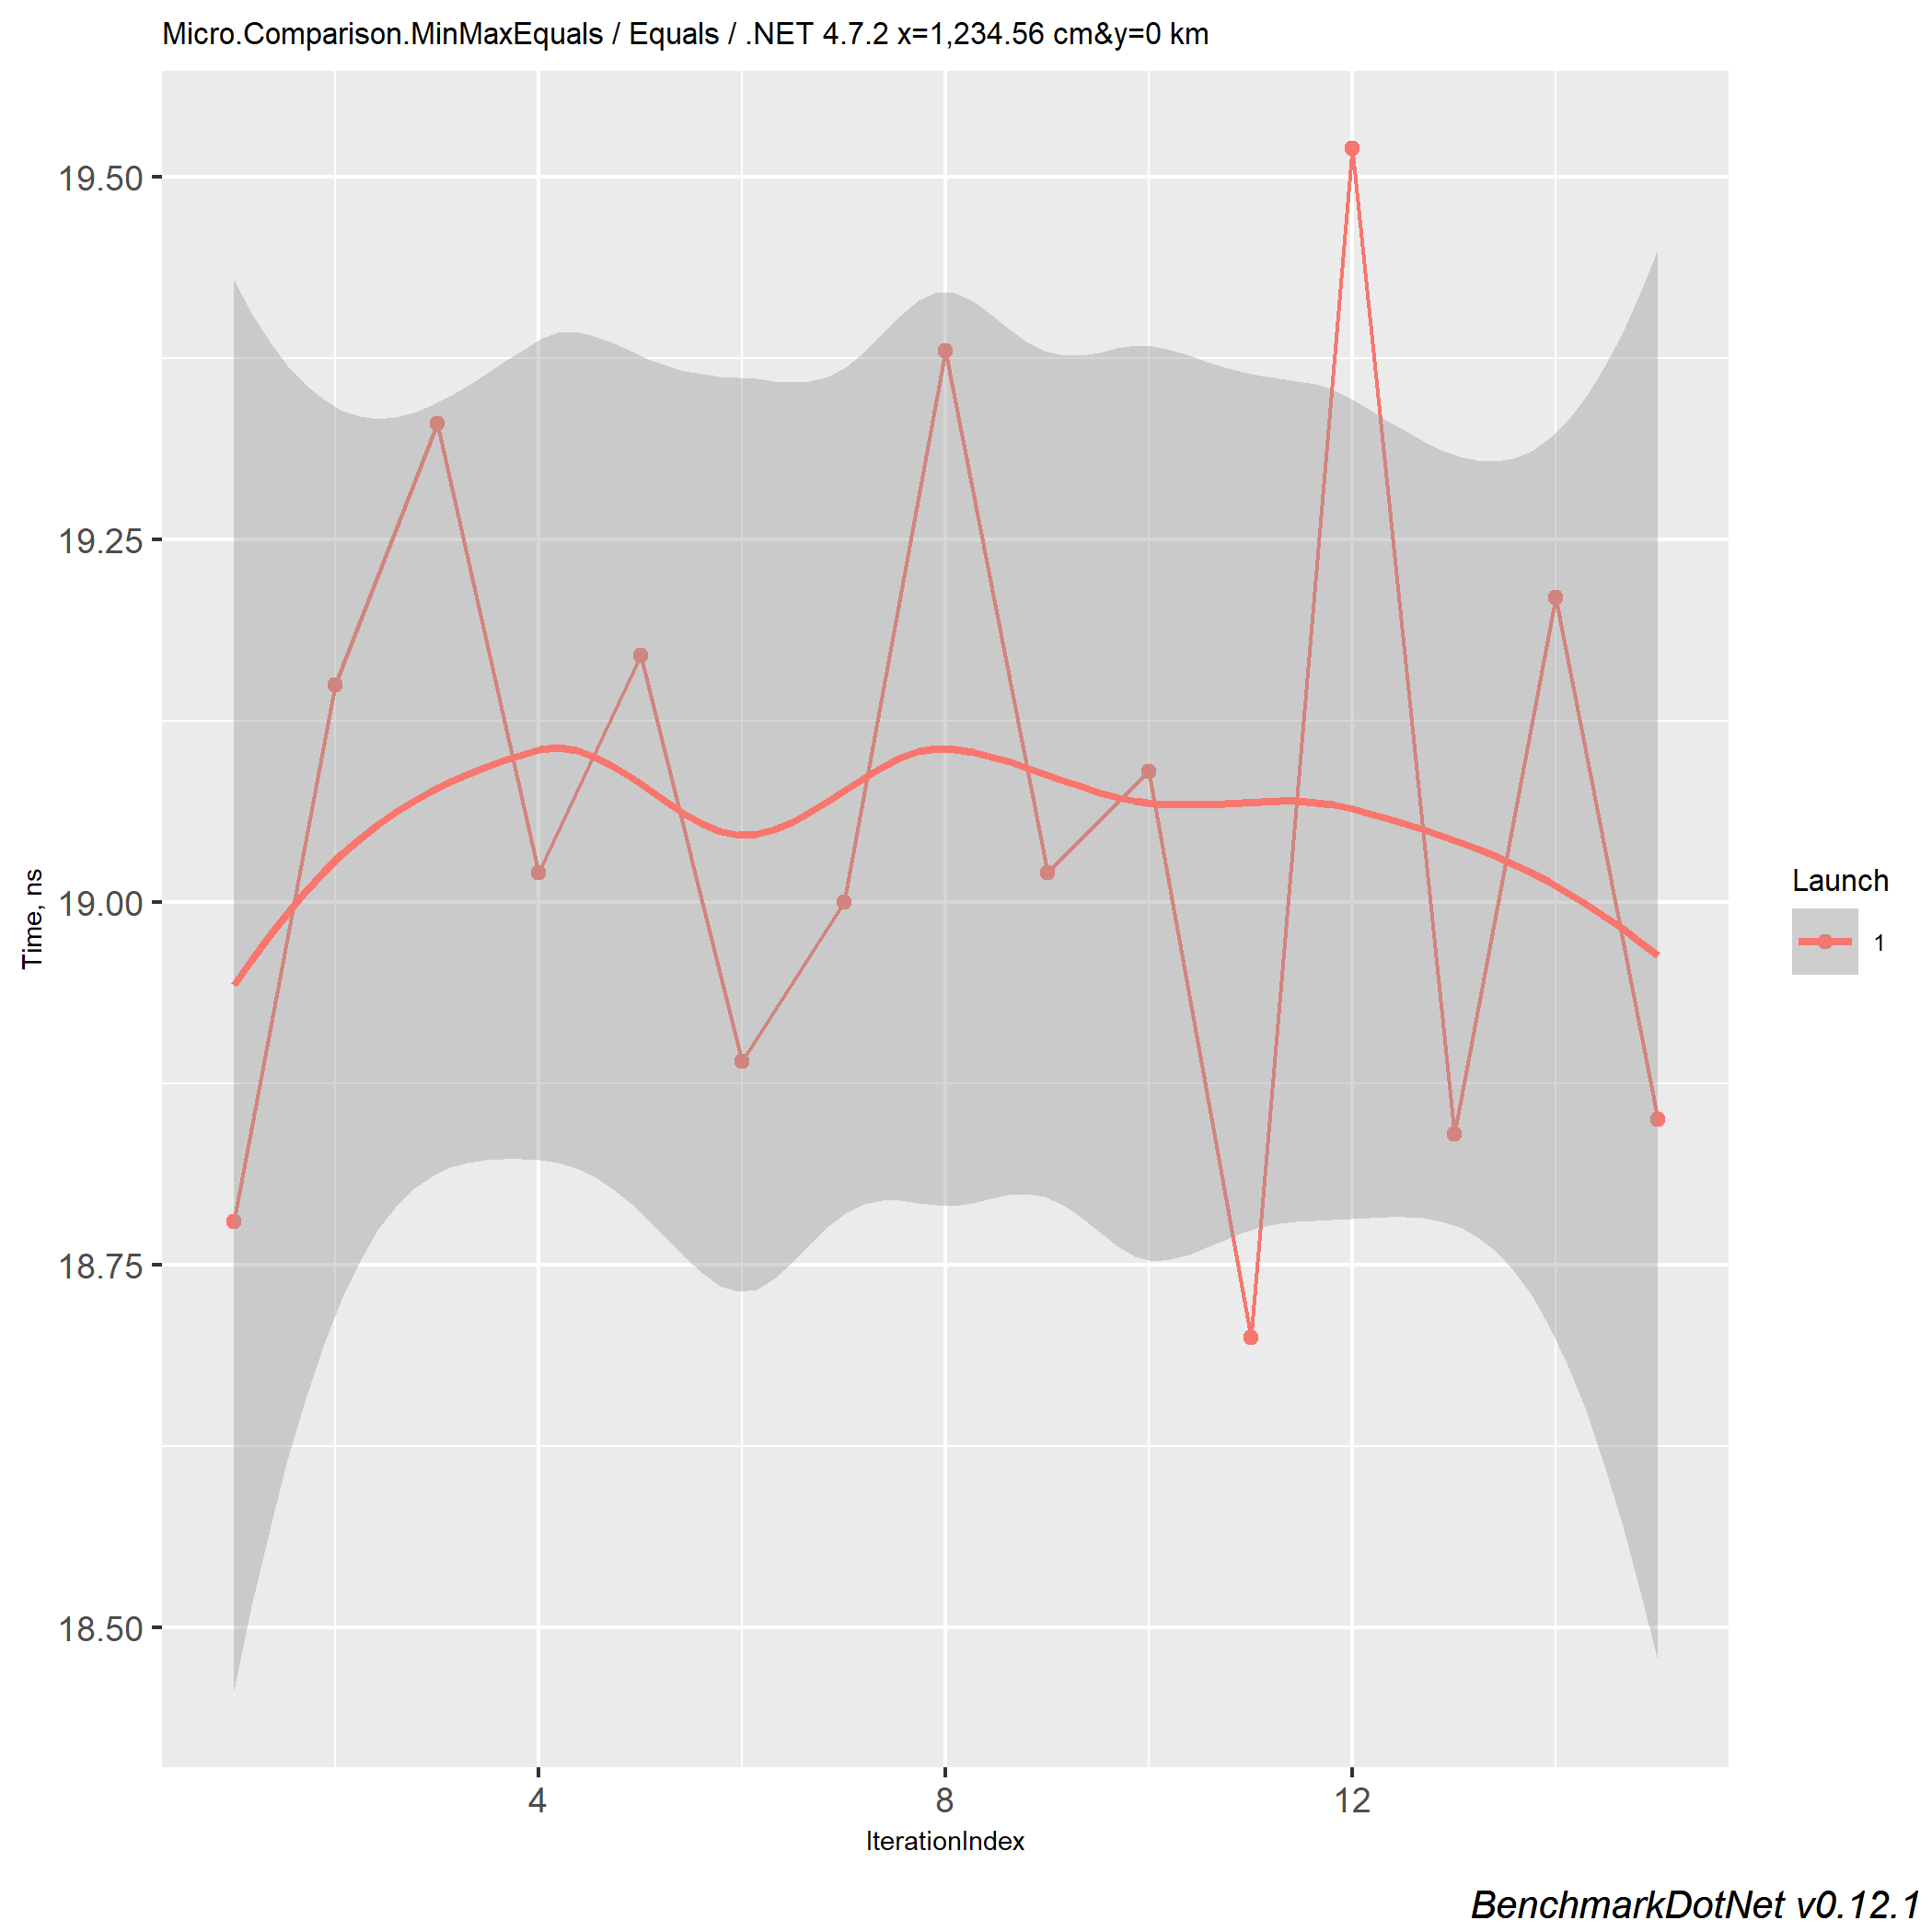 Micro.Comparison.MinMaxEquals / Equals / .NET 4.7.2 x=1,234.56 cm&y=0 km
19.50
19.25
19.00
18.75
18.50
Time, ns
4
8
12
IterationIndex
Launch
1
BenchmarkDotNet v0.12.1